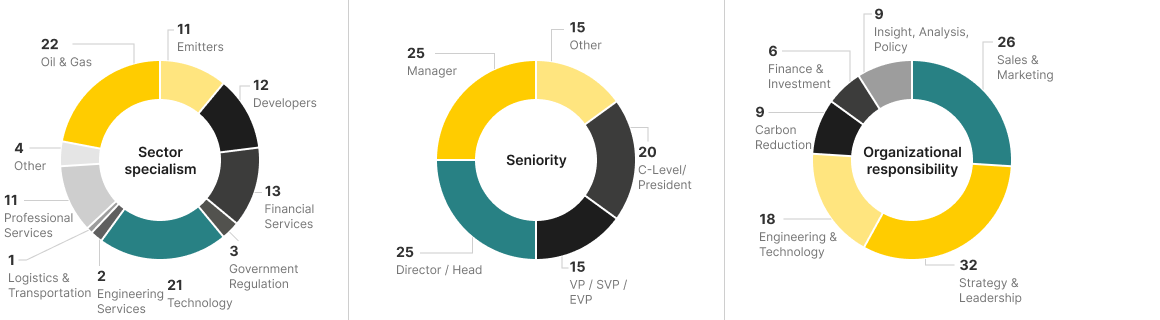 22
Oil & Gas
11
Emitters
12
Developers
13
Financial
Services
3
Government
Regulation
21
Technology
2
Engineering
Services
1
Logistics &
Transportation
11
Professional
Services
4
Other
Sector
specialism
25
Manager
15
Other
20
C-Level/
President
15
VP / SVP /
EVP
25
Director / Head
Seniority
9
Insight, Analysis,
Policy
26
Sales &
Marketing
32
Strategy &
Leadership
18
Engineering &
Technology
9
Carbon
Reduction
6
Finance &
Investment
Organizational
responsibility